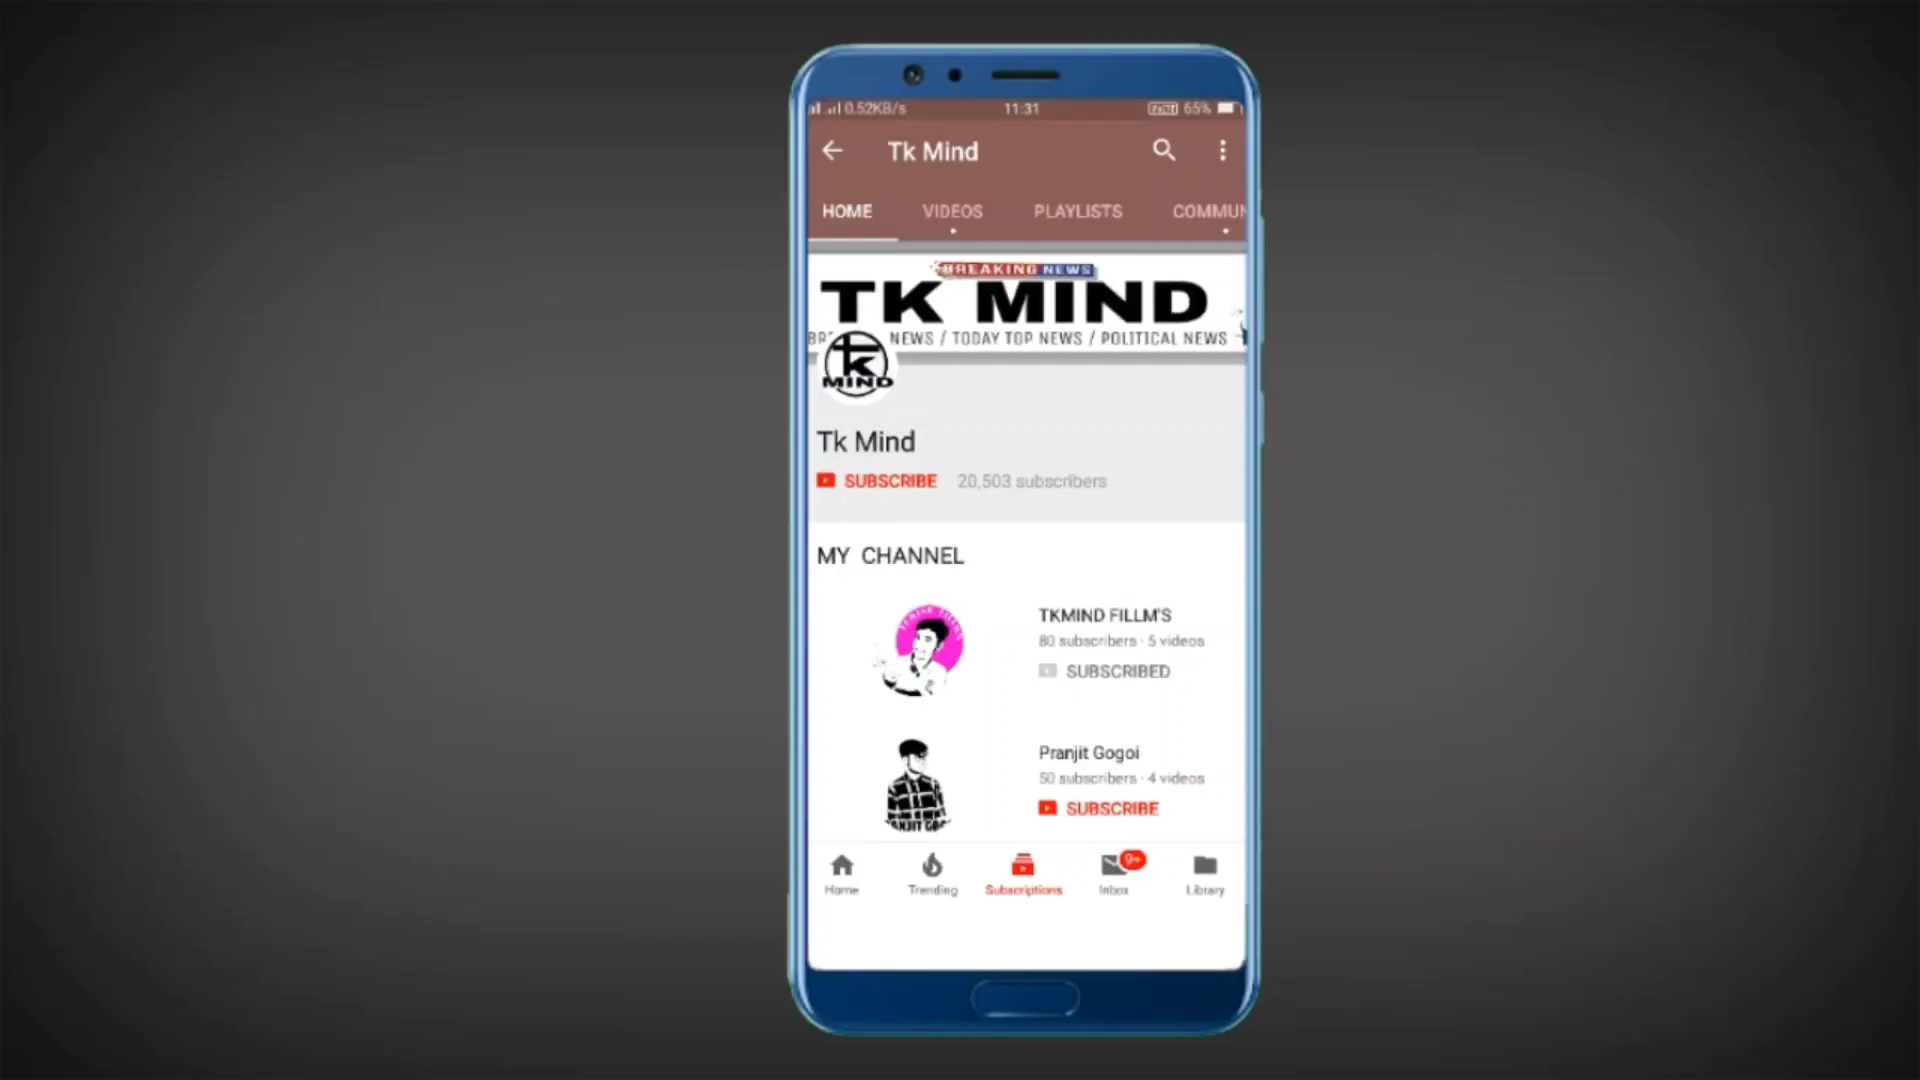 0.52KB/s 11:31 65%
Tk Mind
HOME VIDEOS PLAYLISTS COMMUN
BREAKING NEWS
TK MIND
NEWS / TODAY TOP NEWS / POLITICAL NEWS
tk
MIND
Tk Mind
SUBSCRIBE 20,503 subscribers
MY CHANNEL
TKMIND FILLM'S
80 subscribers · 5 videos
SUBSCRIBED
Pranjit Gogoi
50 subscribers · 4 videos
SUBSCRIBE
9+
Home Trending Subscriptions Inbox Library